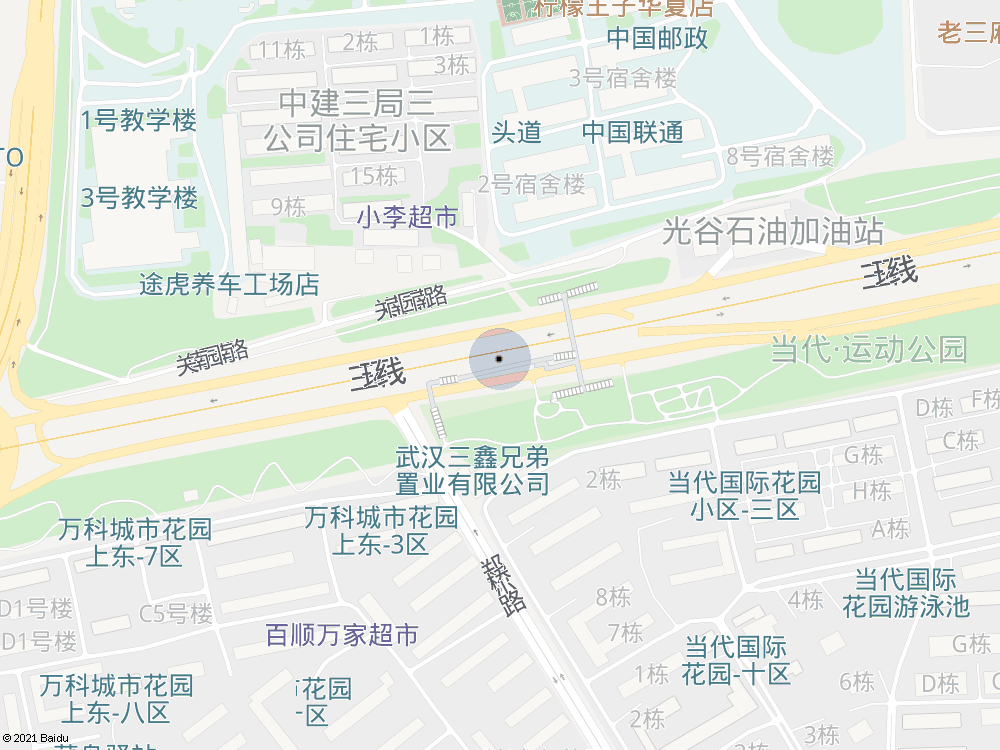 柠檬王子华夏店
中国邮政
老三麻
11栋
2栋
1栋
3栋
3号宿舍楼
中建三局三
公司住宅小区
1号教学楼
头道
中国联通
TO
8号宿舍楼
15栋
2号宿舍楼
3号教学楼
9栋
小李超市
光谷石油加油站
途虎养车工场店
关南园南路
关南园南路
当代·运动公园
D栋
F栋
C栋
武汉三鑫兄弟
置业有限公司
2栋
当代国际花园
小区-三区
G栋
H栋
A栋
万科城市花园
上东-7区
万科城市花园
上东-3区
当代国际
花园游泳池
D1号楼
C5号楼
D1号楼
8栋
4栋
7栋
百顺万家超市
G栋
当代国际
花园-十区
1栋
6栋
D栋
万科城市花园
上东-八区
花园
-区
2栋
3栋
© 2021 Baidu